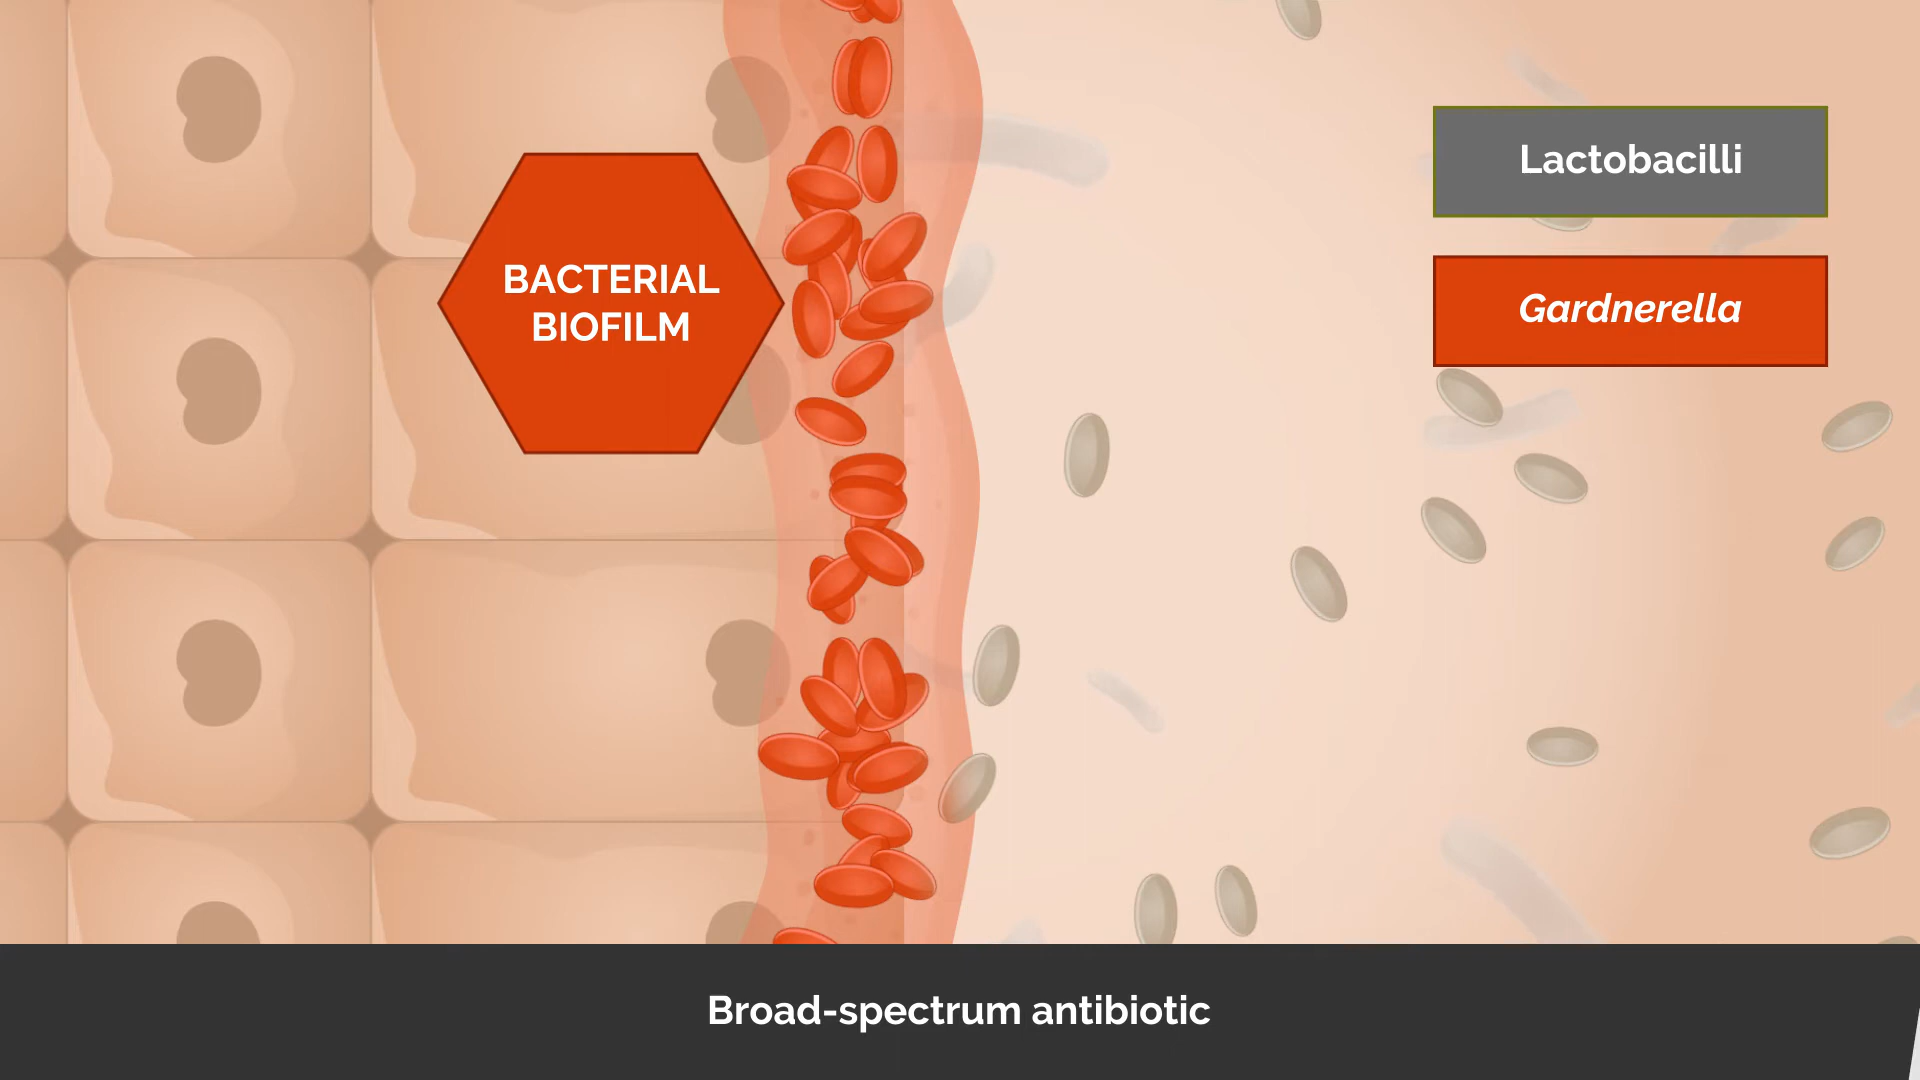 BACTERIAL
BIOFILM
Lactobacilli
Gardnerella
Broad-spectrum antibiotic